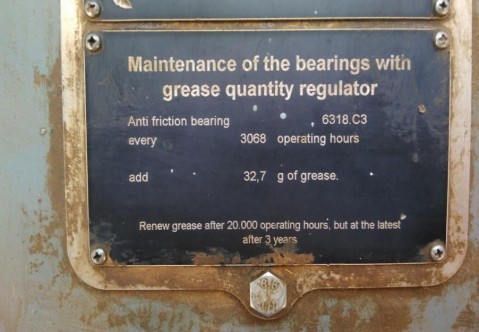 Maintenance of the bearings with
grease quantity regulator
Anti friction bearing 6318.C3
every 3068 operating hours
add 32,7 g of grease.
Renew grease after 20.000 operating hours, but at the latest
after 3 years